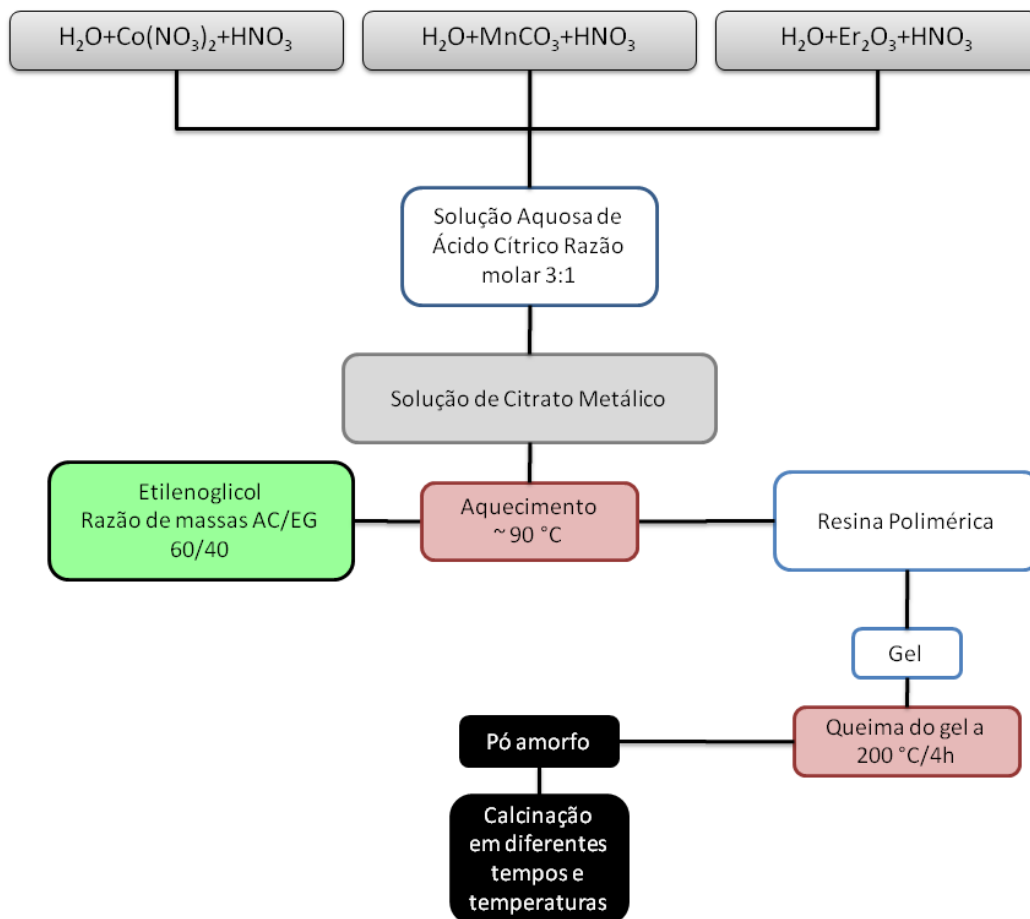 H₂O+Co(NO₃)₂+HNO₃
H₂O+MnCO₃+HNO₃
H₂O+Er₂O₃+HNO₃
Solução Aquosa de
Ácido Cítrico Razão
molar 3:1
Solução de Citrato Metálico
Etilenoglicol
Razão de massas AC/EG
60/40
Aquecimento
~ 90 °C
Resina Polimérica
Gel
Queima do gel a
200 °C/4h
Pó amorfo
Calcinação
em diferentes
tempos e
temperaturas